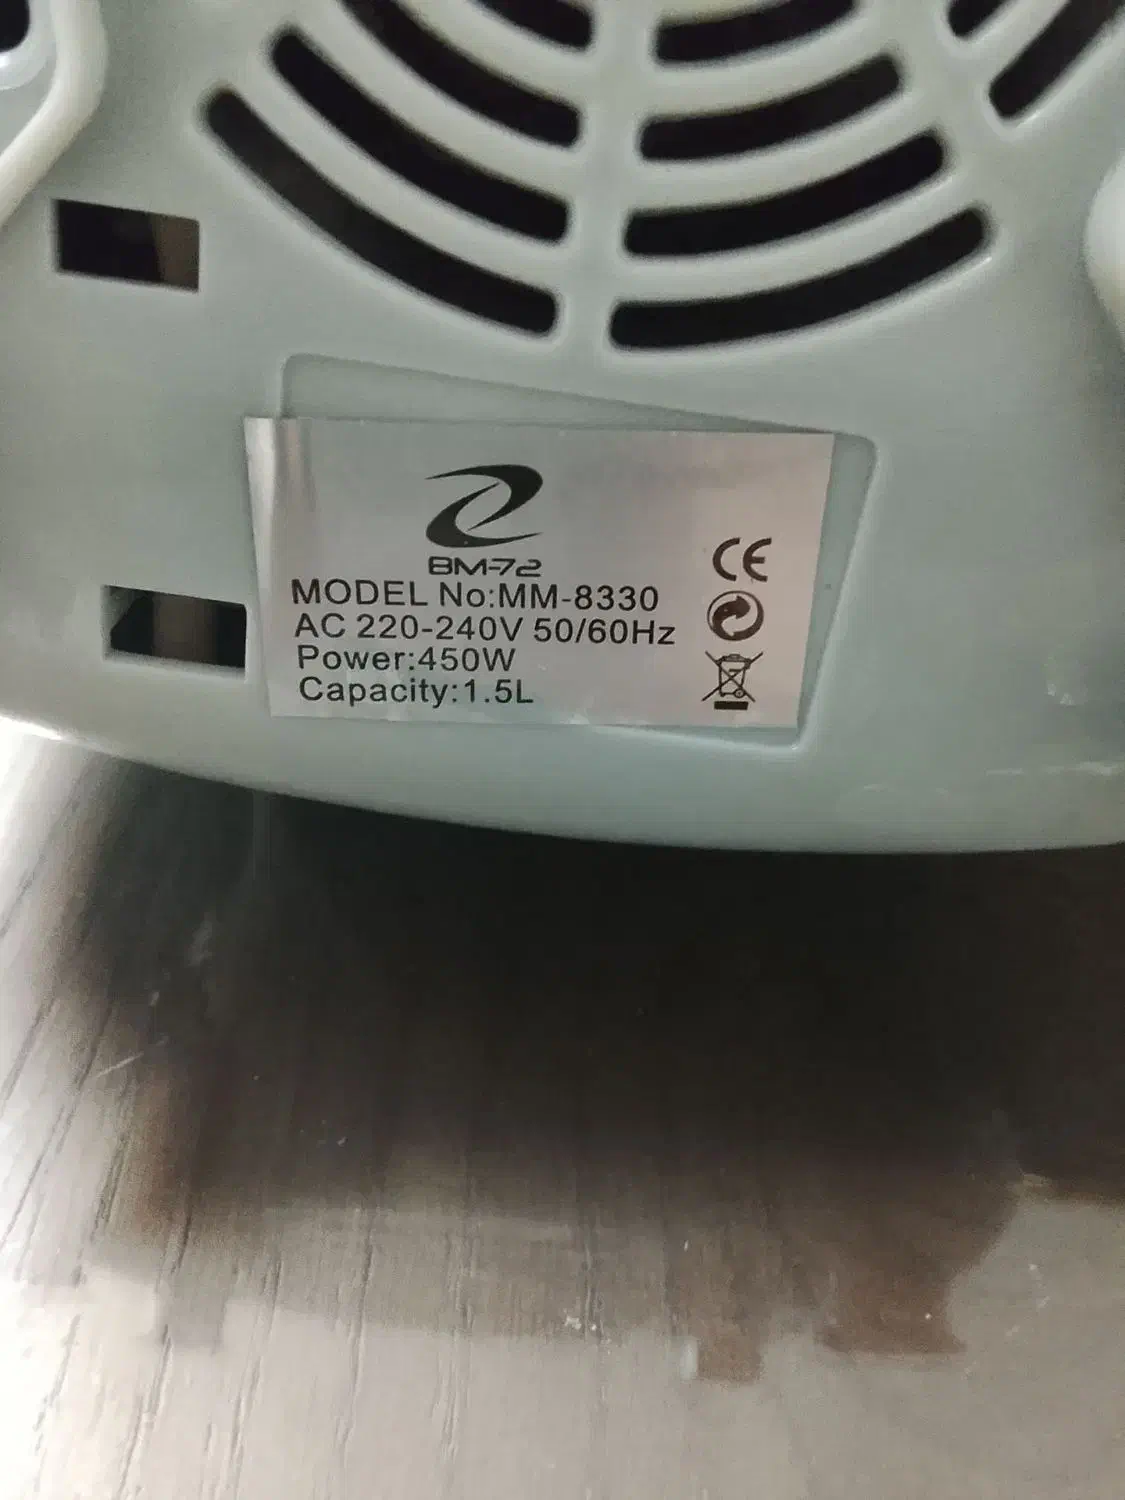 BM-72
MODEL No:MM-8330
AC 220-240V 50/60Hz
Power:450W
Capacity:1.5L
CE